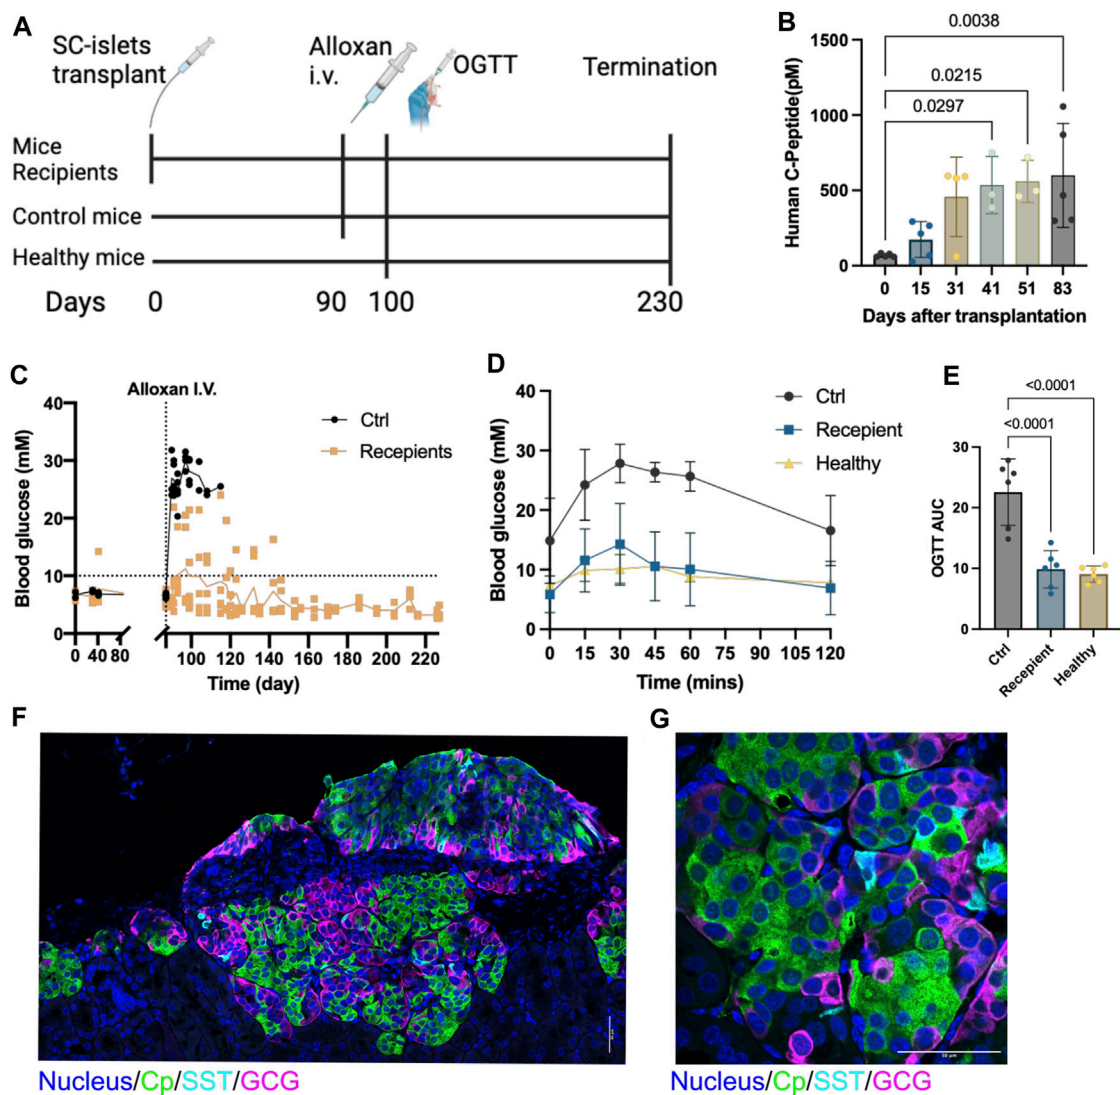 A
SC-islets
transplant
Alloxan
i.v.
OGTT
Termination
Mice
Recipients
Control mice
Healthy mice
Days 0 90 100 230
B
0.0038
0.0215
0.0297
Human C-Peptide(pM)
1500
1000
500
0
0 15 31 41 51 83
Days after transplantation
C
Alloxan I.V.
Blood glucose (mM)
40
30
20
10
0
Ctrl
Recepients
0 40 80 100 120 140 160 180 200 220
Time (day)
D
Blood glucose (mM)
40
30
20
10
0
Ctrl
Recepient
Healthy
0 15 30 45 60 75 90 105 120
Time (mins)
E
<0.0001
<0.0001
OGTT AUC
30
20
10
0
Ctrl
Recepient
Healthy
F
Nucleus/Cp/SST/GCG
G
50 μm
Nucleus/Cp/SST/GCG